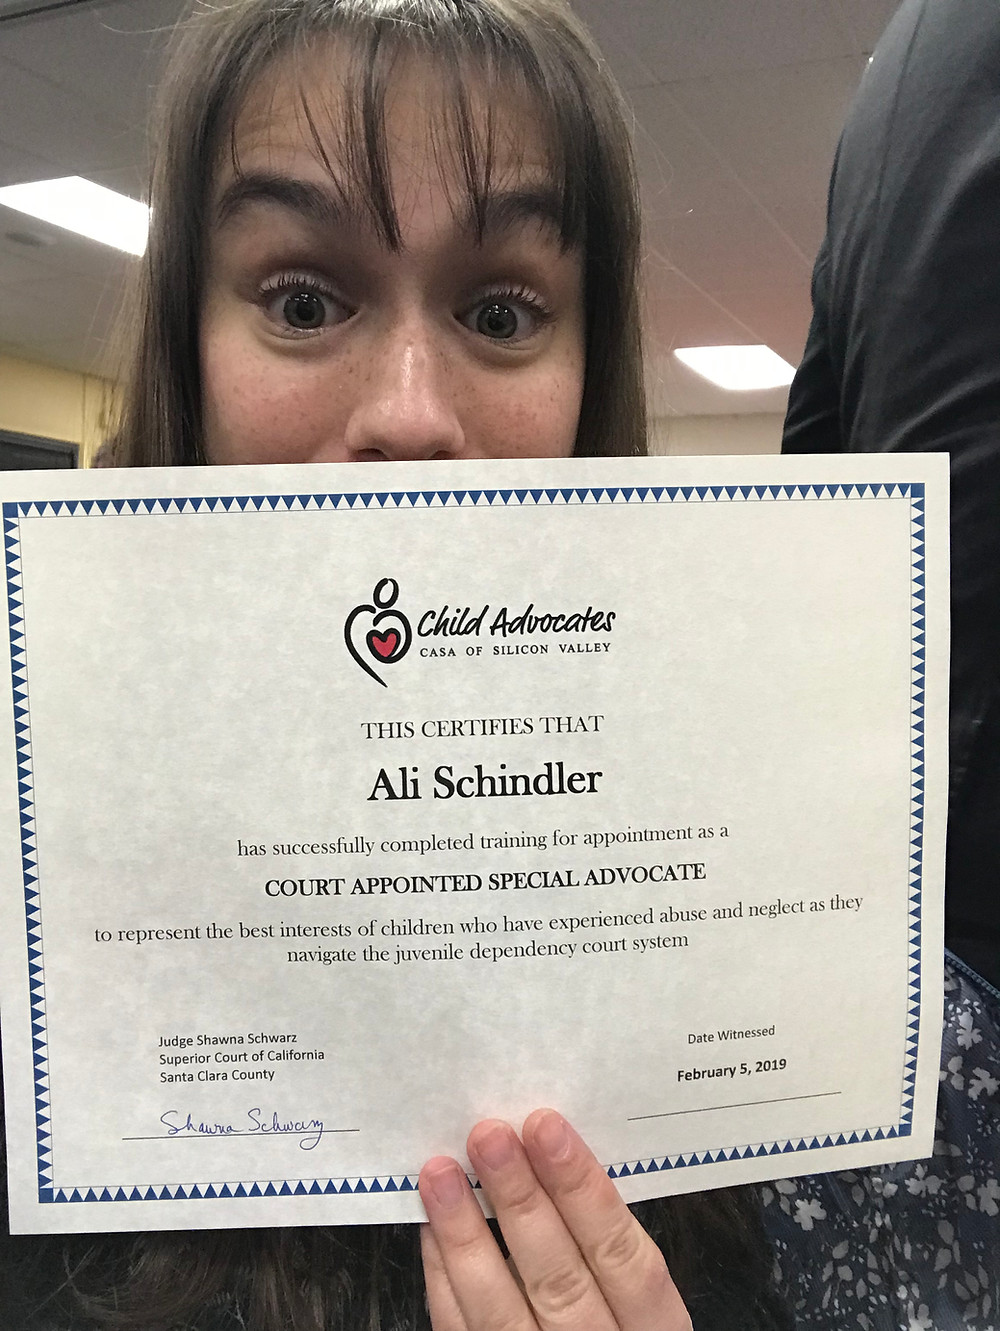 Child Advocates
CASA OF SILICON VALLEY
THIS CERTIFIES THAT
Ali Schindler
has successfully completed training for appointment as a
COURT APPOINTED SPECIAL ADVOCATE
to represent the best interests of children who have experienced abuse and neglect as they
navigate the juvenile dependency court system
Judge Shawna Schwarz
Superior Court of California
Santa Clara County
Shawna Schwarz
Date Witnessed
February 5, 2019